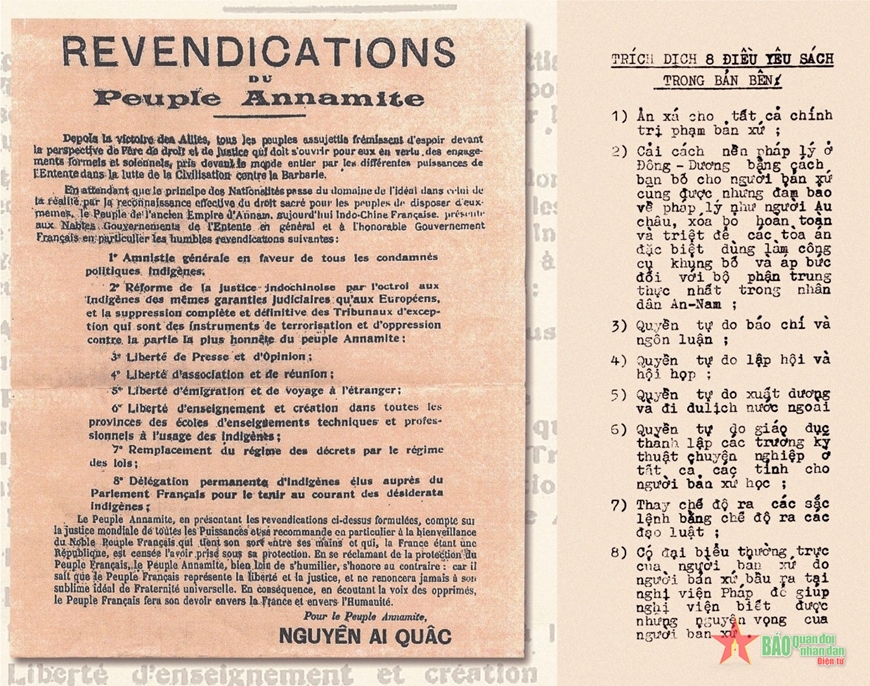 REVENDICATIONS
DU
Peuple Annamite
Depuis la victoire des Alliés, tous les peuples assujettis frémissent d'espoir devant
la perspective de l'ère de droit et de justice qui doit s'ouvrir pour eux en vertu des engage-
ments formels et solennels, pris devant le monde entier par les différentes puissances de
l'Entente dans la lutte de la Civilisation contre la Barbarie.
En attendant que le principe des Nationalités passe du domaine de l'idéal dans celui de
la réalité par la reconnaissance effective du droit sacré pour les peuples de disposer d'eux-
mêmes, le Peuple de l'ancien Empire d'Annam, aujourd'hui Indo-Chine Française, présente
aux Nobles Gouvernements de l'Entente en général et à l'honorable Gouvernement
Français en particulier les humbles revendications suivantes :
1° Amnistie générale en faveur de tous les condamnés
politiques indigènes;
2° Réforme de la justice indochinoise par l'octroi aux
Indigènes des mêmes garanties judiciaires qu'aux Européens,
et la suppression complète et définitive des Tribunaux d'excep-
tion qui sont des instruments de terrorisation et d'oppression
contre la partie la plus honnête du peuple Annamite ;
3° Liberté de Presse et d'Opinion ;
4° Liberté d'association et de réunion ;
5° Liberté d'émigration et de voyage à l'étranger ;
6° Liberté d'enseignement et création dans toutes les
provinces des écoles d'enseignements techniques et profes-
sionnels à l'usage des indigènes ;
7° Remplacement du régime des décrets par le régime
des lois ;
8° Délégation permanente d'indigènes élus auprès du
Parlement Français pour le tenir au courant des désiderata
indigènes ;
Le Peuple Annamite, en présentant les revendications ci-dessus formulées, compte sur
la justice mondiale de toutes les Puissances et se recommande en particulier à la bienveillance
du Noble Peuple Français qui tient son sort entre ses mains et qui, la France étant une
République, est censée l'avoir prise sous sa protection. En se réclamant de la protection du
Peuple Français, le Peuple Annamite, bien loin de s'humilier, s'honore au contraire : car il
sait que le Peuple Français représente la liberté et la justice, et ne renoncera jamais à son
sublime idéal de Fraternité universelle. En conséquence, en écoutant la voix des opprimés,
le Peuple Français fera son devoir envers la France et envers l'Humanité.
Pour le Peuple Annamite,
NGUYÊN AI QUÂC
TRÍCH DỊCH 8 ĐIỀU YÊU SÁCH
TRONG BẢN BÊN/
1) Ân xá cho tất cả chính
trị phạm bản xứ ;
2) Cải cách nền pháp lý ở
Đông-Dương bằng cách
ban bố cho người bản xứ
cũng được những đảm bảo
về pháp lý như người Âu
châu, xóa bỏ hoàn toàn
và triệt để các tòa án
đặc biệt dùng làm công
cụ khủng bố và áp bức
đối với bộ phận trung
thực nhất trong nhân
dân An-Nam ;
3) Quyền tự do báo chí và
ngôn luận ;
4) Quyền tự do lập hội và
hội họp ;
5) Quyền tự do xuất dương
và đi du lịch nước ngoài
6) Quyền tự do giáo dục
thành lập các trường kỹ
thuật chuyện nghiệp ở
tất cả các tỉnh cho
người bản xứ học ;
7) Thay chế độ ra các sắc
lệnh bằng chế độ ra các
đạo luật ;
8) Có đại biểu thường trực
của người bản xứ do
người bản xứ bầu ra tại
nghị viện Pháp để giúp
nghị viện biết được
những nguyện vọng của
người bản xứ .
BÁO Quân đội
nhân dân
Điện tử
Liberté d'enseignement et création